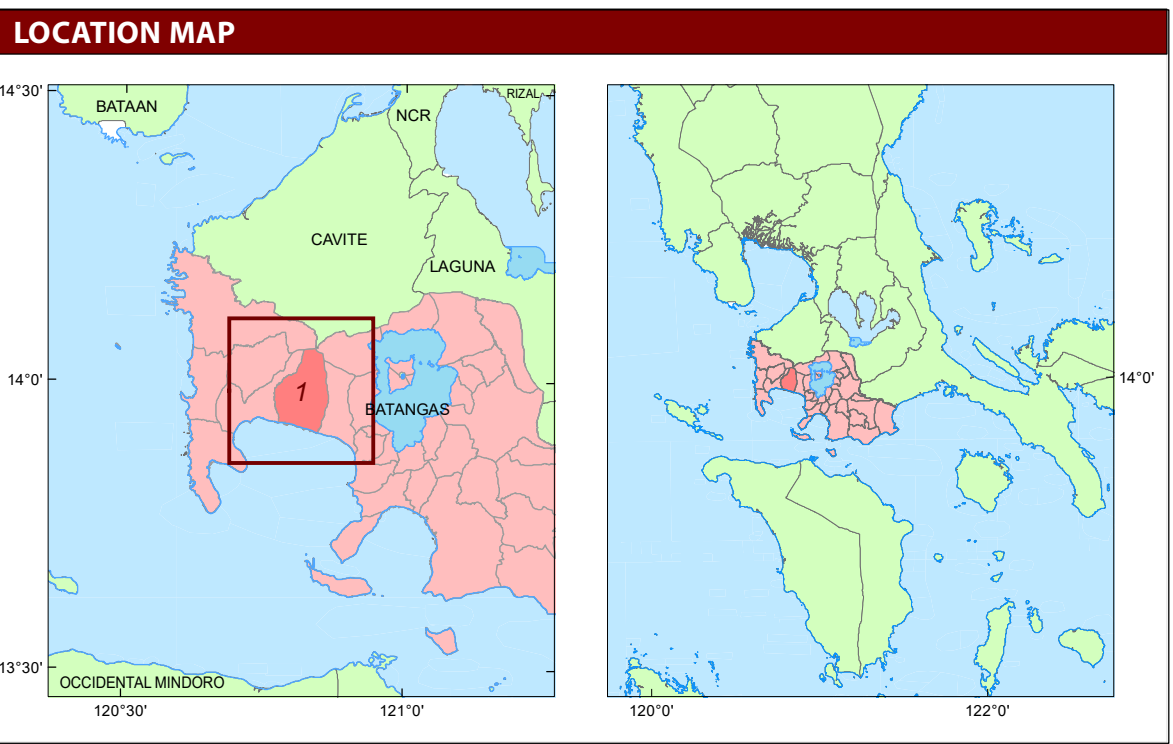 LOCATION MAP
14°30'
BATAAN
RIZAL
NCR
CAVITE
LAGUNA
14°0'
1
BATANGAS
14°0'
13°30'
OCCIDENTAL MINDORO
120°30'
121°0'
120°0'
122°0'